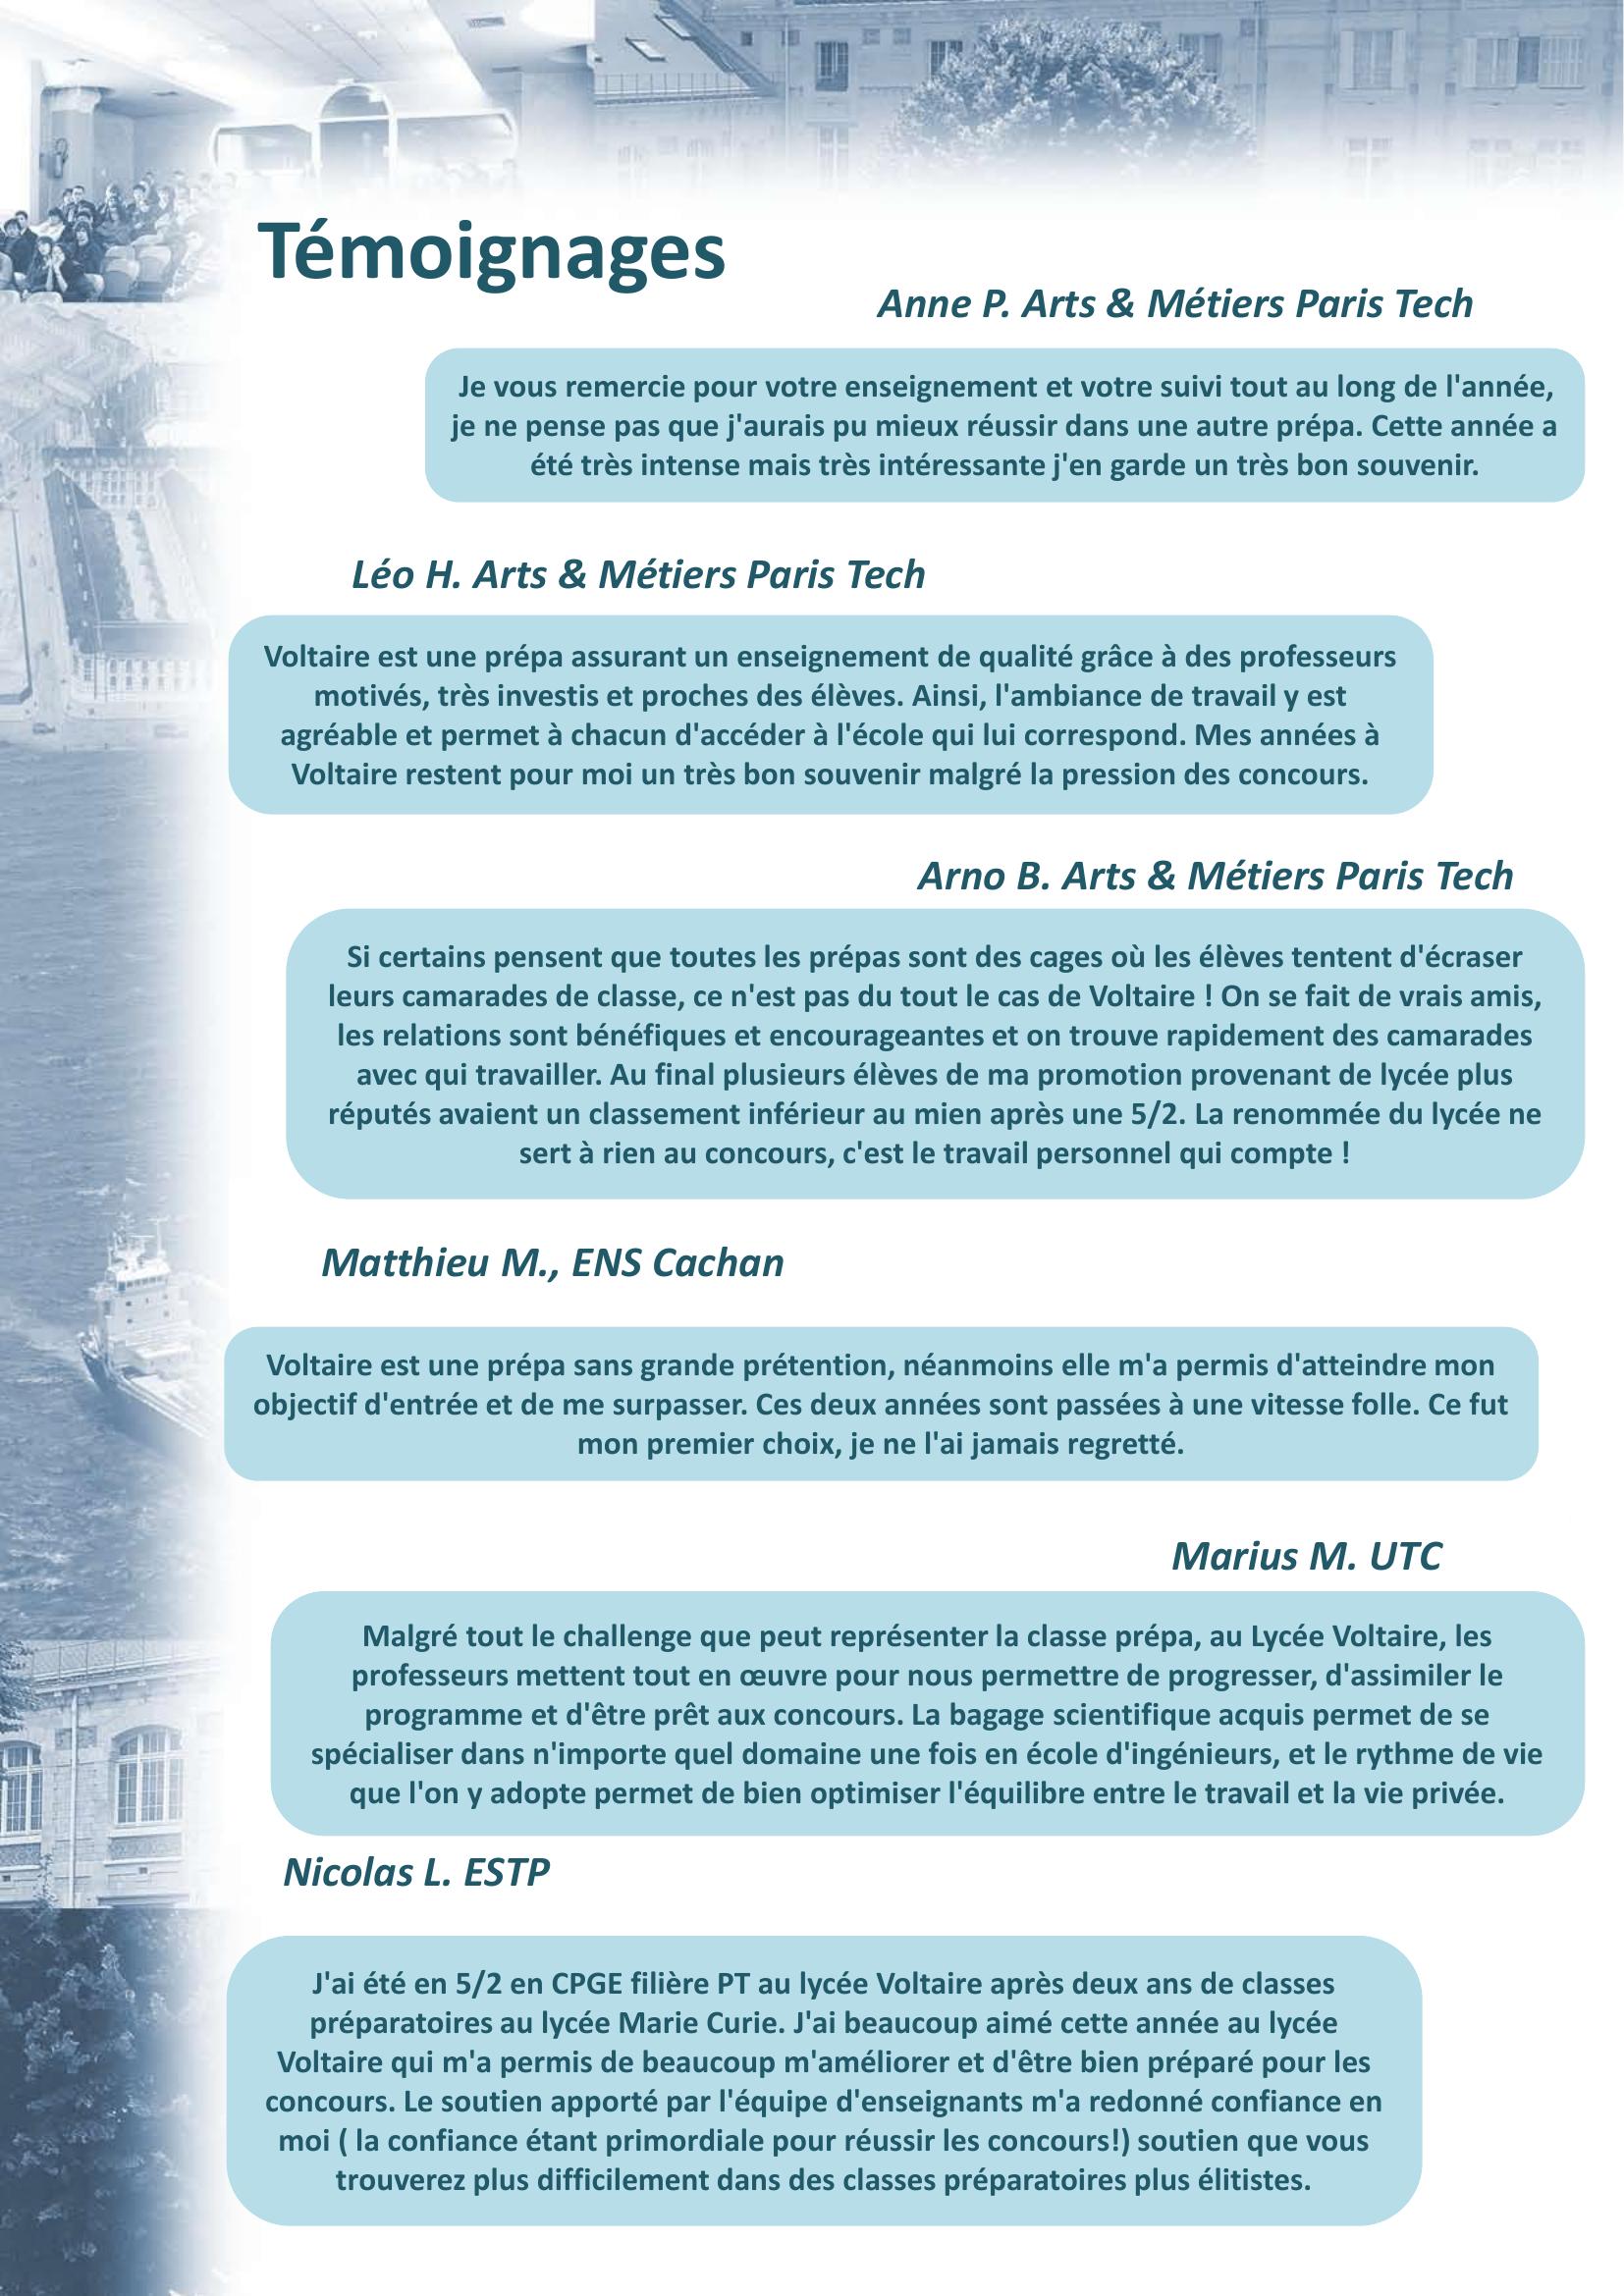 Témoignages
Anne P. Arts & Métiers Paris Tech
Je vous remercie pour votre enseignement et votre suivi tout au long de l'année,
je ne pense pas que j'aurais pu mieux réussir dans une autre prépa. Cette année a
été très intense mais très intéressante j'en garde un très bon souvenir.
Léo H. Arts & Métiers Paris Tech
Voltaire est une prépa assurant un enseignement de qualité grâce à des professeurs
motivés, très investis et proches des élèves. Ainsi, l'ambiance de travail y est
agréable et permet à chacun d'accéder à l'école qui lui correspond. Mes années à
Voltaire restent pour moi un très bon souvenir malgré la pression des concours.
Arno B. Arts & Métiers Paris Tech
Si certains pensent que toutes les prépas sont des cages où les élèves tentent d'écraser
leurs camarades de classe, ce n'est pas du tout le cas de Voltaire ! On se fait de vrais amis,
les relations sont bénéfiques et encourageantes et on trouve rapidement des camarades
avec qui travailler. Au final plusieurs élèves de ma promotion provenant de lycée plus
réputés avaient un classement inférieur au mien après une 5/2. La renommée du lycée ne
sert à rien au concours, c'est le travail personnel qui compte !
Matthieu M., ENS Cachan
Voltaire est une prépa sans grande prétention, néanmoins elle m'a permis d'atteindre mon
objectif d'entrée et de me surpasser. Ces deux années sont passées à une vitesse folle. Ce fut
mon premier choix, je ne l'ai jamais regretté.
Marius M. UTC
Malgré tout le challenge que peut représenter la classe prépa, au Lycée Voltaire, les
professeurs mettent tout en œuvre pour nous permettre de progresser, d'assimiler le
programme et d'être prêt aux concours. La bagage scientifique acquis permet de se
spécialiser dans n'importe quel domaine une fois en école d'ingénieurs, et le rythme de vie
que l'on y adopte permet de bien optimiser l'équilibre entre le travail et la vie privée.
Nicolas L. ESTP
J'ai été en 5/2 en CPGE filière PT au lycée Voltaire après deux ans de classes
préparatoires au lycée Marie Curie. J'ai beaucoup aimé cette année au lycée
Voltaire qui m'a permis de beaucoup m'améliorer et d'être bien préparé pour les
concours. Le soutien apporté par l'équipe d'enseignants m'a redonné confiance en
moi ( la confiance étant primordiale pour réussir les concours!) soutien que vous
trouverez plus difficilement dans des classes préparatoires plus élitistes.